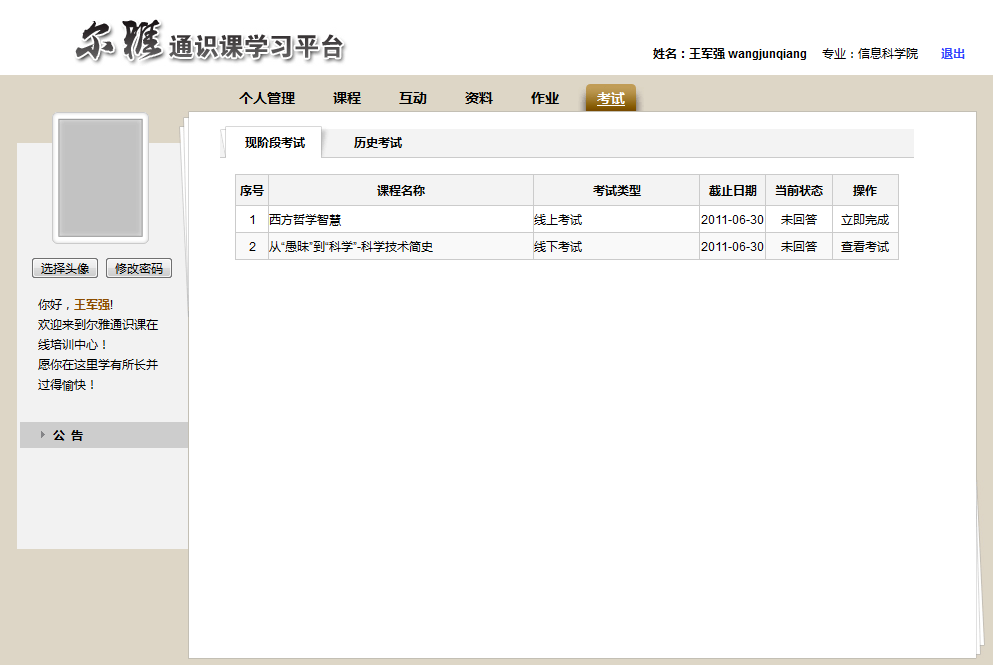 尔雅 通识课学习平台
姓名：王军强 wangjunqiang 专业：信息科学院 退出
个人管理 课程 互动 资料 作业 考试
现阶段考试 历史考试
序号 课程名称 考试类型 截止日期 当前状态 操作
1 西方哲学智慧 线上考试 2011-06-30 未回答 立即完成
2 从“愚昧”到“科学”-科学技术简史 线下考试 2011-06-30 未回答 查看考试
选择头像 修改密码
你好，王军强!
欢迎来到尔雅通识课在
线培训中心！
愿你在这里学有所长并
过得愉快！
公 告